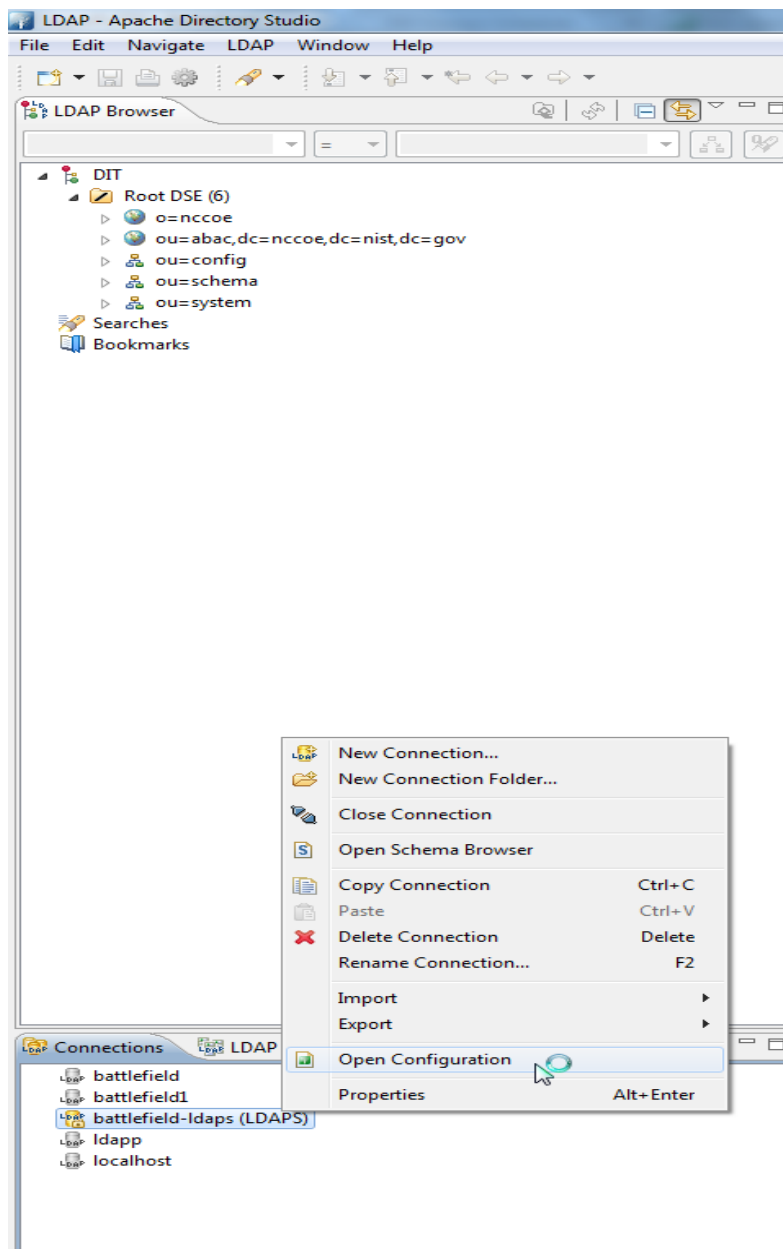 LDAP - Apache Directory Studio
File Edit Navigate LDAP Window Help
LDAP Browser
=
DIT
Root DSE (6)
o=nccoe
ou=abac,dc=nccoe,dc=nist,dc=gov
ou=config
ou=schema
ou=system
Searches
Bookmarks
New Connection...
New Connection Folder...
Close Connection
Open Schema Browser
Copy Connection Ctrl+C
Paste Ctrl+V
Delete Connection Delete
Rename Connection... F2
Import
Export
Open Configuration
Properties Alt+Enter
Connections LDAP
battlefield
battlefield1
battlefield-ldaps (LDAPS)
ldapp
localhost